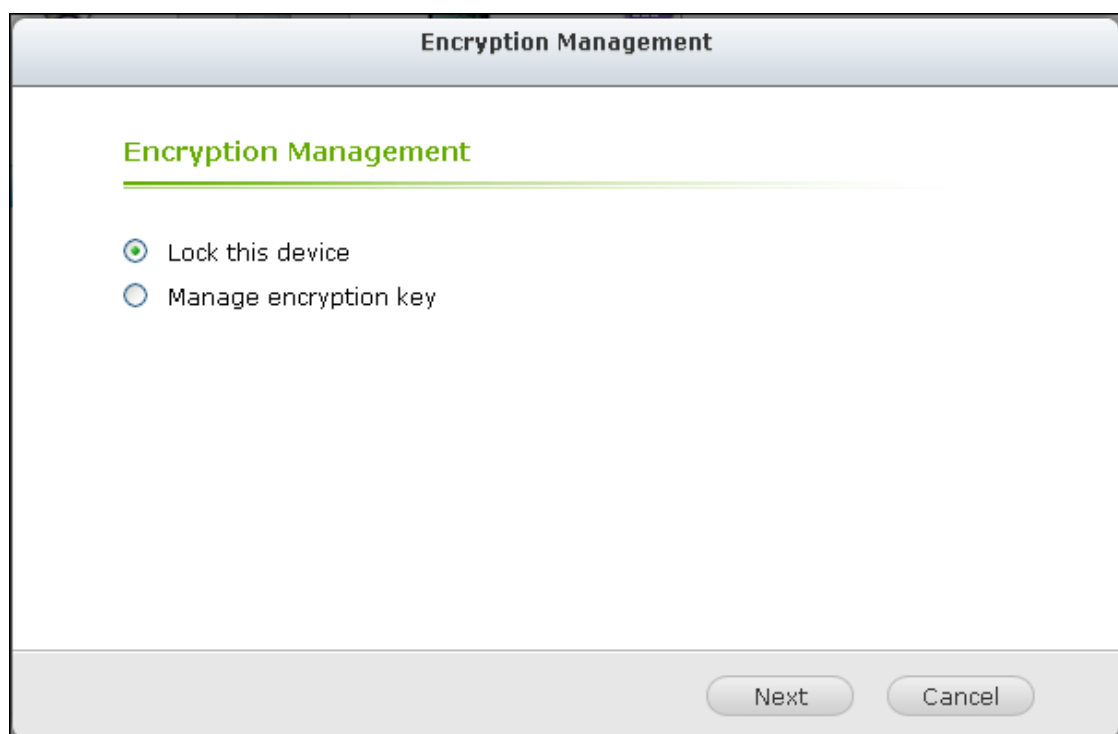 Encryption Management
Encryption Management
Lock this device
Manage encryption key
Next Cancel